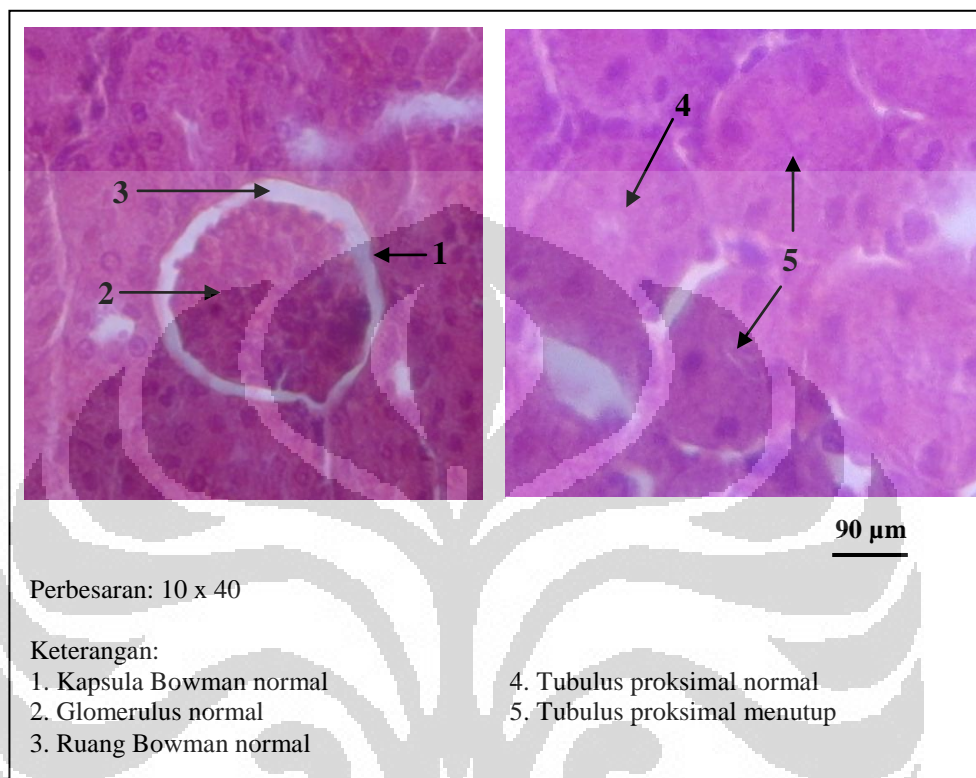 3
1
2
4
5
90 µm
Perbesaran: 10 x 40
Keterangan:
1. Kapsula Bowman normal
2. Glomerulus normal
3. Ruang Bowman normal
4. Tubulus proksimal normal
5. Tubulus proksimal menutup